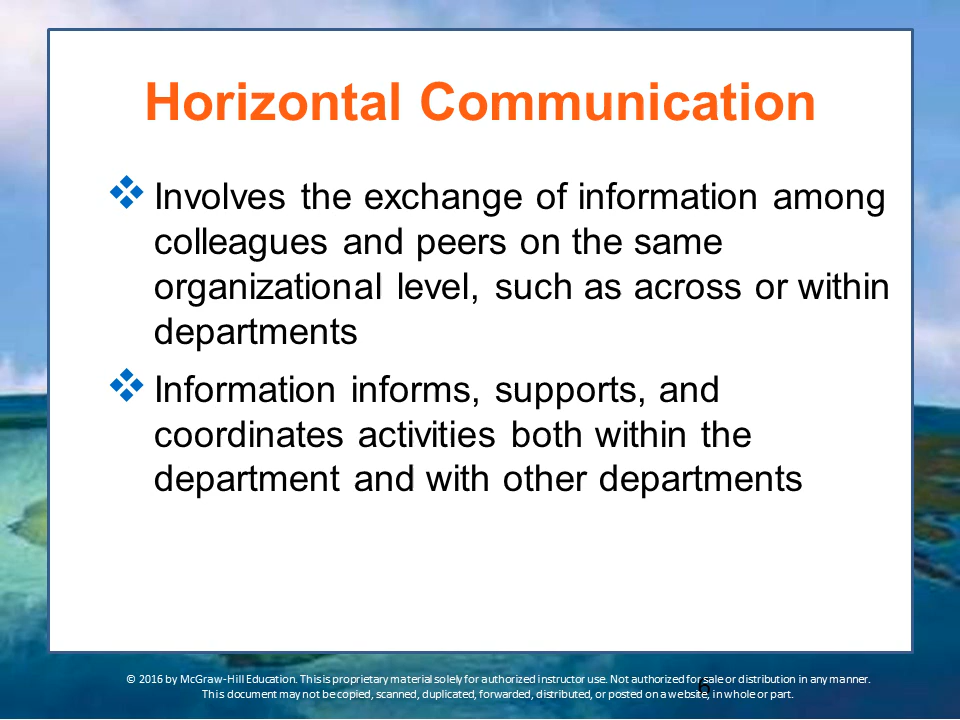 Horizontal Communication
❖ Involves the exchange of information among
colleagues and peers on the same
organizational level, such as across or within
departments
❖ Information informs, supports, and
coordinates activities both within the
department and with other departments
© 2016 by McGraw-Hill Education. This is proprietary material solely for authorized instructor use. Not authorized for sale or distribution in any manner.
This document may not be copied, scanned, duplicated, forwarded, distributed, or posted on a website, in whole or part.
6